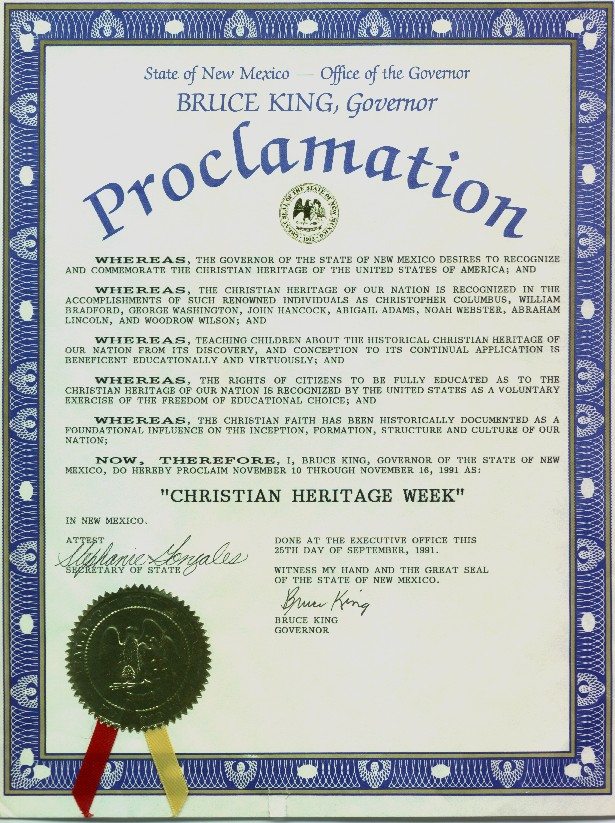 State of New Mexico — Office of the Governor
BRUCE KING, Governor
Proclamation
GREAT SEAL OF THE STATE OF NEW MEXICO
1912
WHEREAS, THE GOVERNOR OF THE STATE OF NEW MEXICO DESIRES TO RECOGNIZE
AND COMMEMORATE THE CHRISTIAN HERITAGE OF THE UNITED STATES OF AMERICA; AND
WHEREAS, THE CHRISTIAN HERITAGE OF OUR NATION IS RECOGNIZED IN THE
ACCOMPLISHMENTS OF SUCH RENOWNED INDIVIDUALS AS CHRISTOPHER COLUMBUS, WILLIAM
BRADFORD, GEORGE WASHINGTON, JOHN HANCOCK, ABIGAIL ADAMS, NOAH WEBSTER, ABRAHAM
LINCOLN, AND WOODROW WILSON; AND
WHEREAS, TEACHING CHILDREN ABOUT THE HISTORICAL CHRISTIAN HERITAGE OF
OUR NATION FROM ITS DISCOVERY, AND CONCEPTION TO ITS CONTINUAL APPLICATION IS
BENEFICENT EDUCATIONALLY AND VIRTUOUSLY; AND
WHEREAS, THE RIGHTS OF CITIZENS TO BE FULLY EDUCATED AS TO THE
CHRISTIAN HERITAGE OF OUR NATION IS RECOGNIZED BY THE UNITED STATES AS A VOLUNTARY
EXERCISE OF THE FREEDOM OF EDUCATIONAL CHOICE; AND
WHEREAS, THE CHRISTIAN FAITH HAS BEEN HISTORICALLY DOCUMENTED AS A
FOUNDATIONAL INFLUENCE ON THE INCEPTION, FORMATION, STRUCTURE AND CULTURE OF OUR
NATION;
NOW, THEREFORE, I, BRUCE KING, GOVERNOR OF THE STATE OF NEW
MEXICO, DO HEREBY PROCLAIM NOVEMBER 10 THROUGH NOVEMBER 16, 1991 AS:
"CHRISTIAN HERITAGE WEEK"
IN NEW MEXICO.
ATTEST
Stephanie Gonzales
SECRETARY OF STATE
DONE AT THE EXECUTIVE OFFICE THIS
25TH DAY OF SEPTEMBER, 1991.
WITNESS MY HAND AND THE GREAT SEAL
OF THE STATE OF NEW MEXICO.
Bruce King
BRUCE KING
GOVERNOR